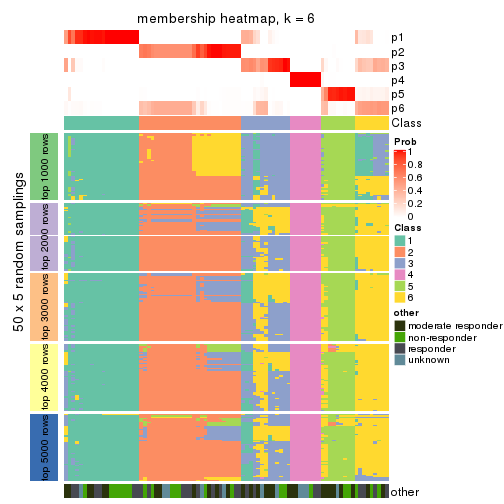 membership heatmap, k = 6
p1
p2
p3
p4
p5
p6
Class
50 x 5 random samplings
top 1000 rows
top 2000 rows
top 3000 rows
top 4000 rows
top 5000 rows
other
Prob
1
0.8
0.6
0.4
0.2
0
Class
1
2
3
4
5
6
other
moderate responder
non-responder
responder
unknown